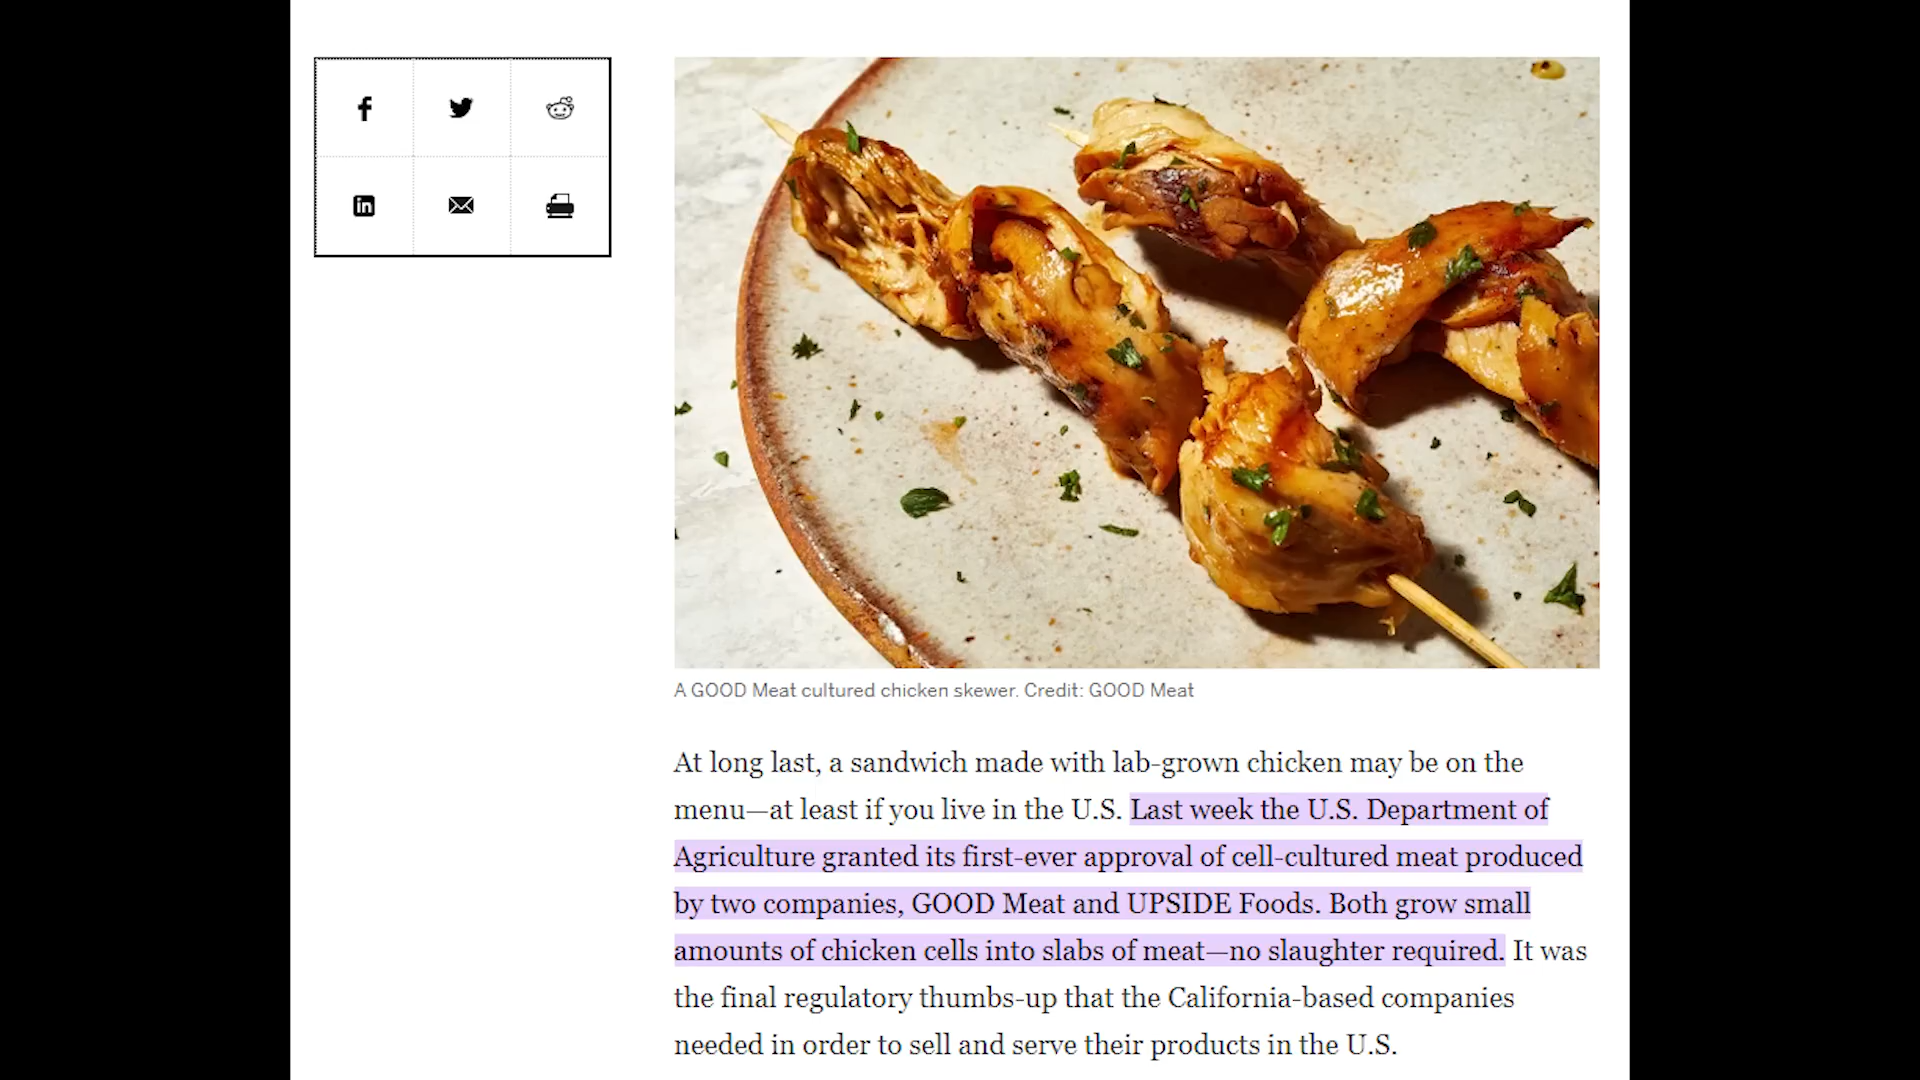 A GOOD Meat cultured chicken skewer. Credit: GOOD Meat
At long last, a sandwich made with lab-grown chicken may be on the
menu—at least if you live in the U.S. Last week the U.S. Department of
Agriculture granted its first-ever approval of cell-cultured meat produced
by two companies, GOOD Meat and UPSIDE Foods. Both grow small
amounts of chicken cells into slabs of meat—no slaughter required. It was
the final regulatory thumbs-up that the California-based companies
needed in order to sell and serve their products in the U.S.